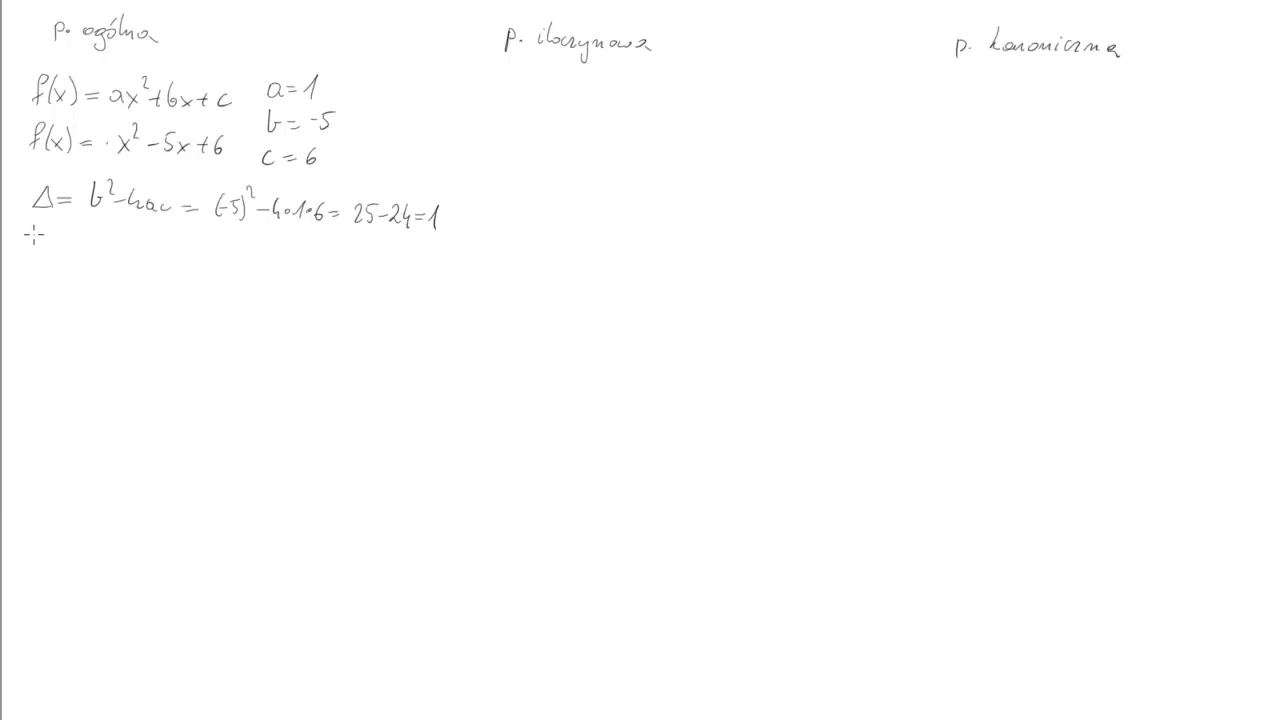 p. ogólna
p. iloczynowa
p. kanoniczna
f(x) = ax²+bx+c
a=1
f(x) = · x² – 5x + 6
b = -5
c = 6
Δ = b²-4ac = (-5)² – 4·1·6 = 25-24=1